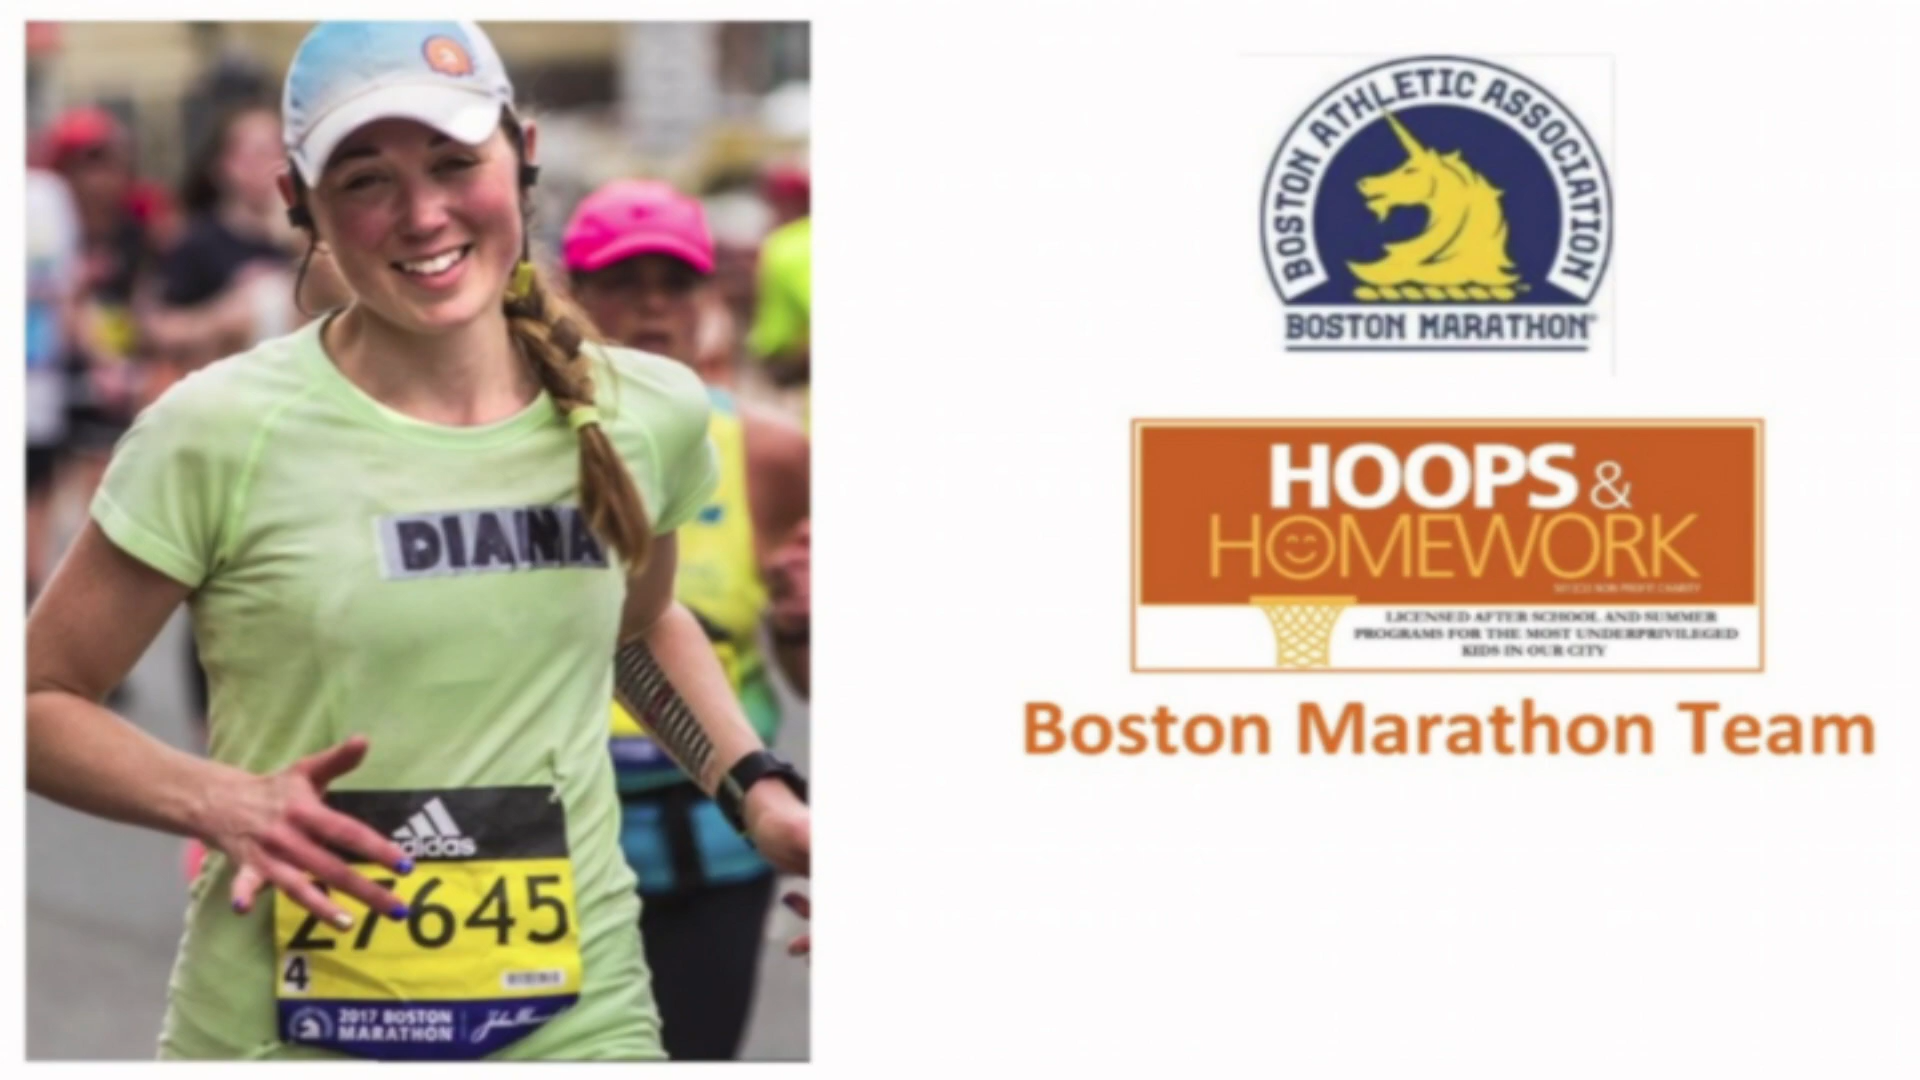 DIANA
adidas
27645
4
2017 BOSTON
MARATHON
BOSTON ATHLETIC ASSOCIATION
BOSTON MARATHON
HOOPS &
HOMEWORK
LICENSED AFTER SCHOOL AND SUMMER
PROGRAMS FOR THE MOST UNDERPRIVILEGED
KIDS IN OUR CITY
Boston Marathon Team